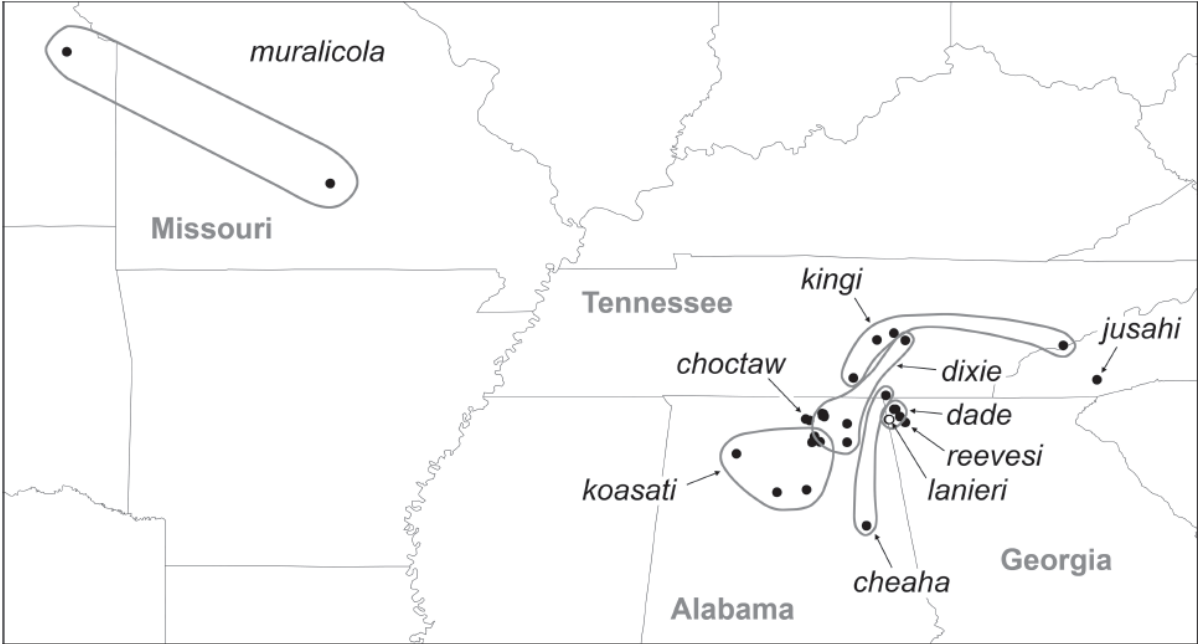 muralicola
Missouri
kingi
Tennessee
jusahi
choctaw
dixie
dade
reevesi
koasati
lanieri
Georgia
cheaha
Alabama